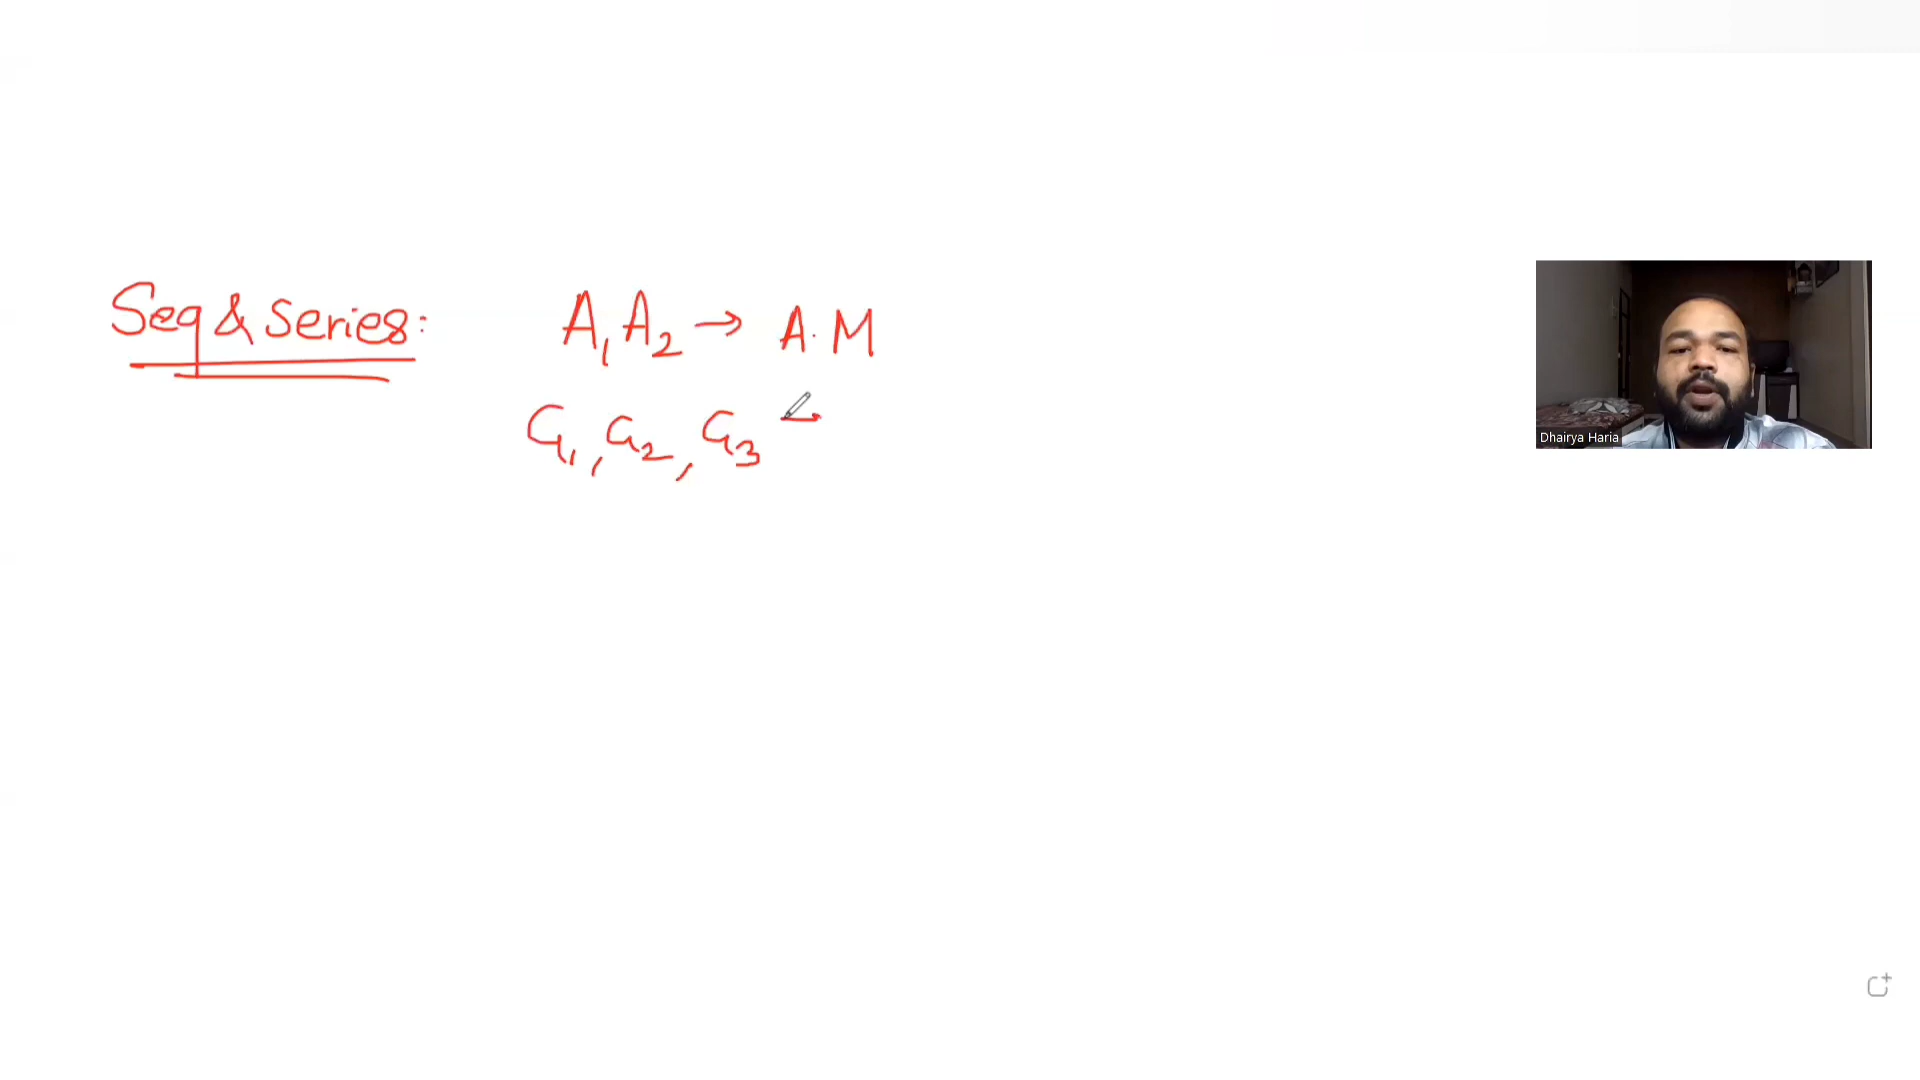 Seq & Series: A₁ A₂ → A.M
G₁, G₂, G₃ →
Dhairya Haria